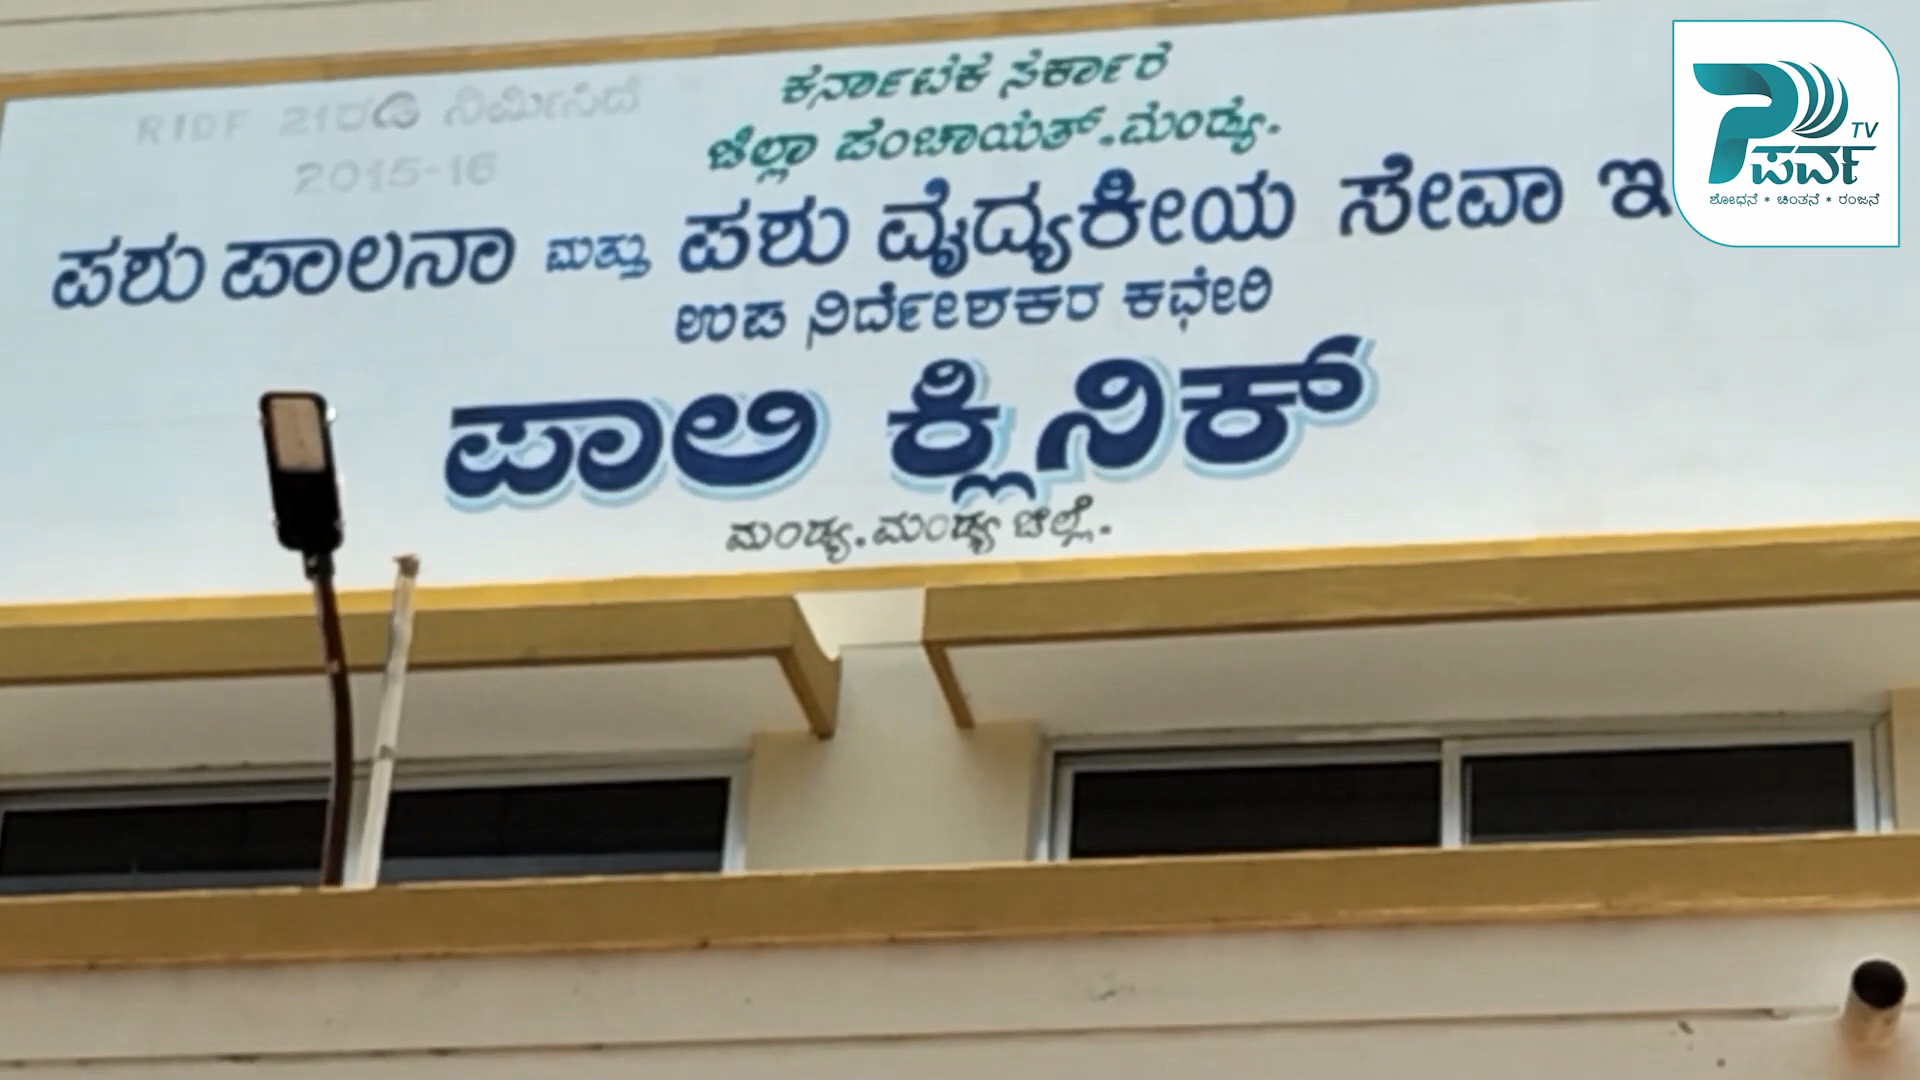 RIDF 21ರಡಿ ನಿರ್ಮಿಸಿದೆ
2015-16
ಕರ್ನಾಟಕ ಸರ್ಕಾರ
ಜಿಲ್ಲಾ ಪಂಚಾಯತ್.ಮಂಡ್ಯ.
ಪಶು ಪಾಲನಾ ಮತ್ತು ಪಶು ವೈದ್ಯಕೀಯ ಸೇವಾ ಇ
ಉಪ ನಿರ್ದೇಶಕರ ಕಛೇರಿ
ಪಾಲಿ ಕ್ಲಿನಿಕ್
ಮಂಡ್ಯ.ಮಂಡ್ಯ ಜಿಲ್ಲೆ.
TV
ಪರ್ವ
ಶೋಧನೆ * ಚಿಂತನೆ * ರಂಜನೆ